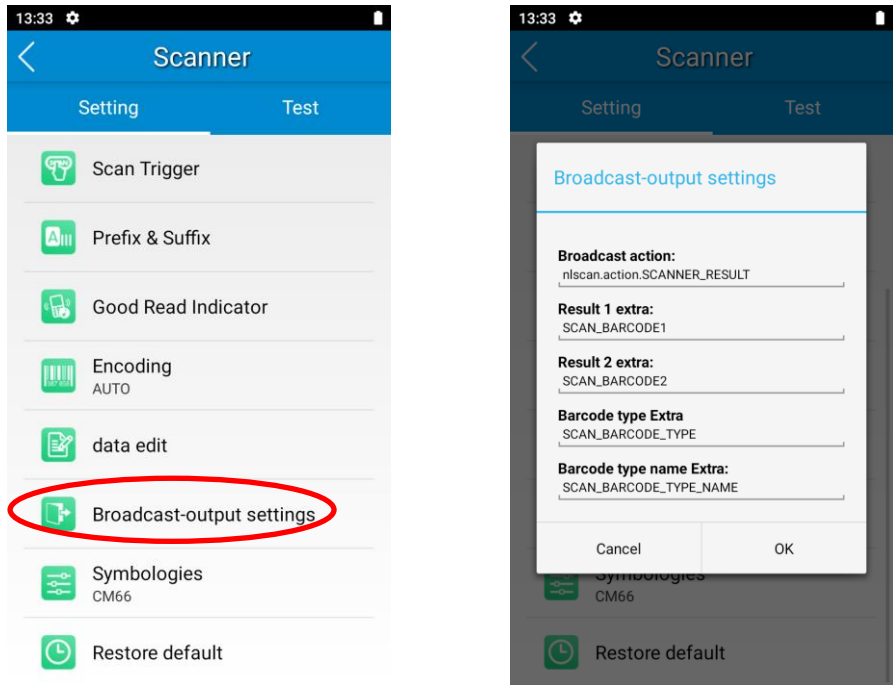 13:33
Scanner
Setting Test
Scan Trigger
Prefix & Suffix
Good Read Indicator
Encoding
AUTO
data edit
Broadcast-output settings
Symbologies
CM66
Restore default
13:33
Scanner
Setting Test
Broadcast-output settings
Broadcast action:
nlscan.action.SCANNER_RESULT
Result 1 extra:
SCAN_BARCODE1
Result 2 extra:
SCAN_BARCODE2
Barcode type Extra
SCAN_BARCODE_TYPE
Barcode type name Extra:
SCAN_BARCODE_TYPE_NAME
Cancel OK
Symbologies
CM66
Restore default